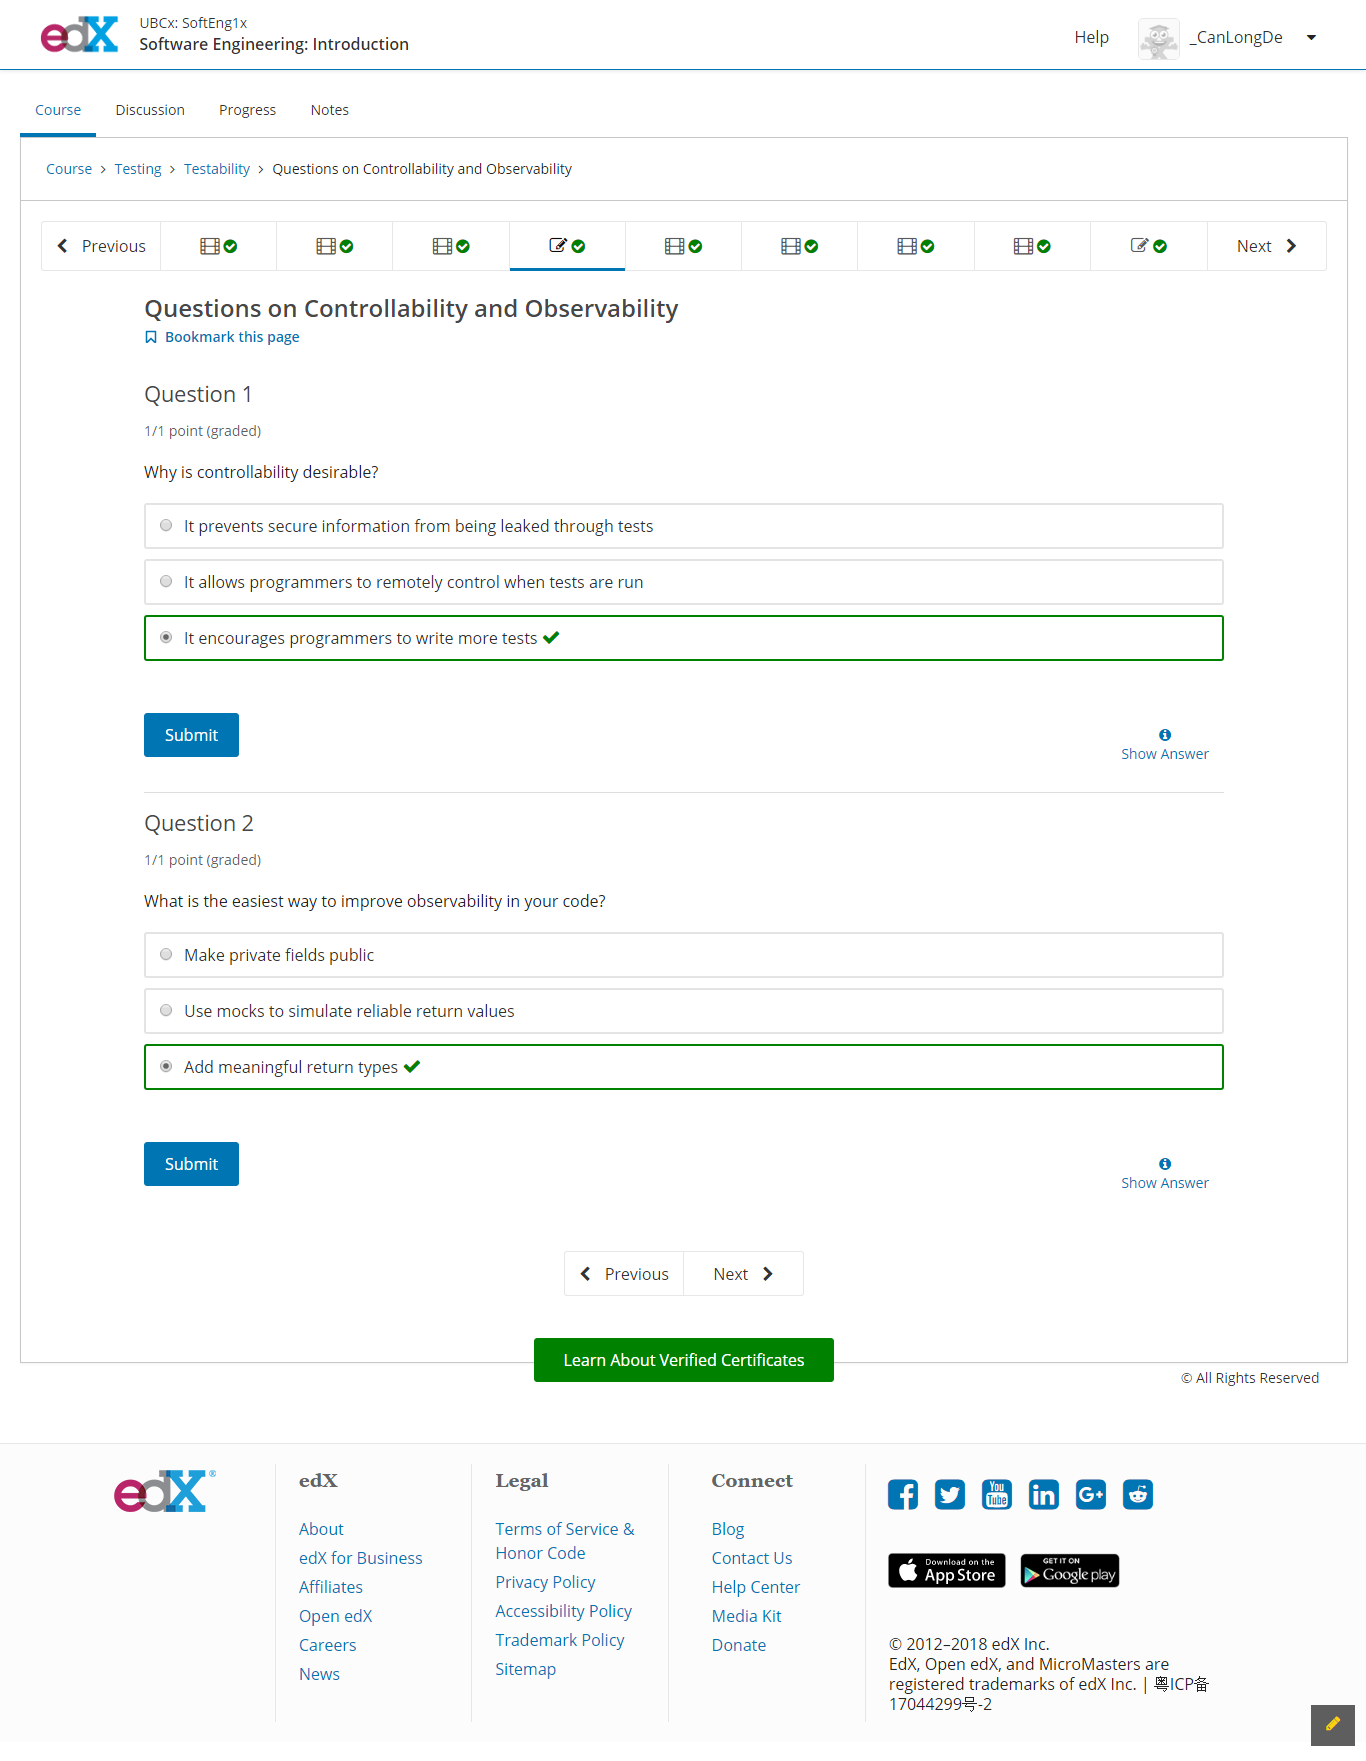 edX
UBCx: SoftEng1x
Software Engineering: Introduction
Help
_CanLongDe
Course
Discussion
Progress
Notes
Course > Testing > Testability > Questions on Controllability and Observability
Previous
Next
Questions on Controllability and Observability
Bookmark this page
Question 1
1/1 point (graded)
Why is controllability desirable?
It prevents secure information from being leaked through tests
It allows programmers to remotely control when tests are run
It encourages programmers to write more tests
Submit
Show Answer
Question 2
1/1 point (graded)
What is the easiest way to improve observability in your code?
Make private fields public
Use mocks to simulate reliable return values
Add meaningful return types
Submit
Show Answer
Previous
Next
Learn About Verified Certificates
© All Rights Reserved
edX®
edX
About
edX for Business
Affiliates
Open edX
Careers
News
Legal
Terms of Service &
Honor Code
Privacy Policy
Accessibility Policy
Trademark Policy
Sitemap
Connect
Blog
Contact Us
Help Center
Media Kit
Donate
You
Tube
in
G+
Download on the
App Store
GET IT ON
Google play
© 2012–2018 edX Inc.
EdX, Open edX, and MicroMasters are
registered trademarks of edX Inc. | 粤ICP备
17044299号-2